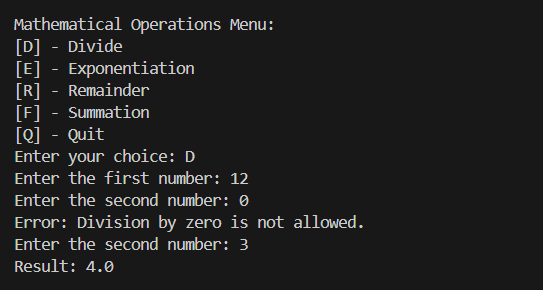 Mathematical Operations Menu:
[D] - Divide
[E] - Exponentiation
[R] - Remainder
[F] - Summation
[Q] - Quit
Enter your choice: D
Enter the first number: 12
Enter the second number: 0
Error: Division by zero is not allowed.
Enter the second number: 3
Result: 4.0